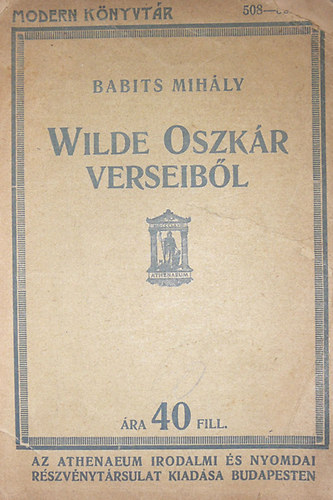 MODERN KÖNYVTÁR 508—
BABITS MIHÁLY
WILDE OSZKÁR
VERSEIBŐL
ATHENAEUM
ÁRA 40 FILL.
AZ ATHENAEUM IRODALMI ÉS NYOMDAI
RÉSZVÉNYTÁRSULAT KIADÁSA BUDAPESTEN